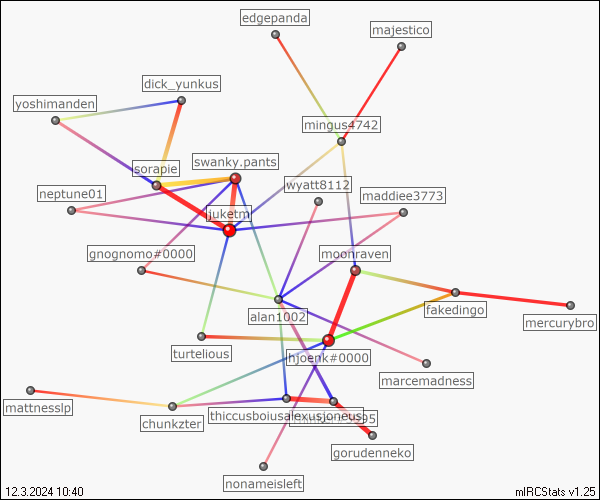 edgepanda
majestico
dick_yunkus
yoshimanden
mingus4742
sorapie
swanky.pants
wyatt8112
neptune01
maddiee3773
juketm
gnognomo#0000
moonraven
alan1002
fakedingo
mercurybro
turtelious
hjoenk#0000
marcemadness
mattnesslp
thiccusboiusalexusjoneus
chunkzter
gorudenneko
nonameisleft
12.3.2024 10:40
mIRCStats v1.25